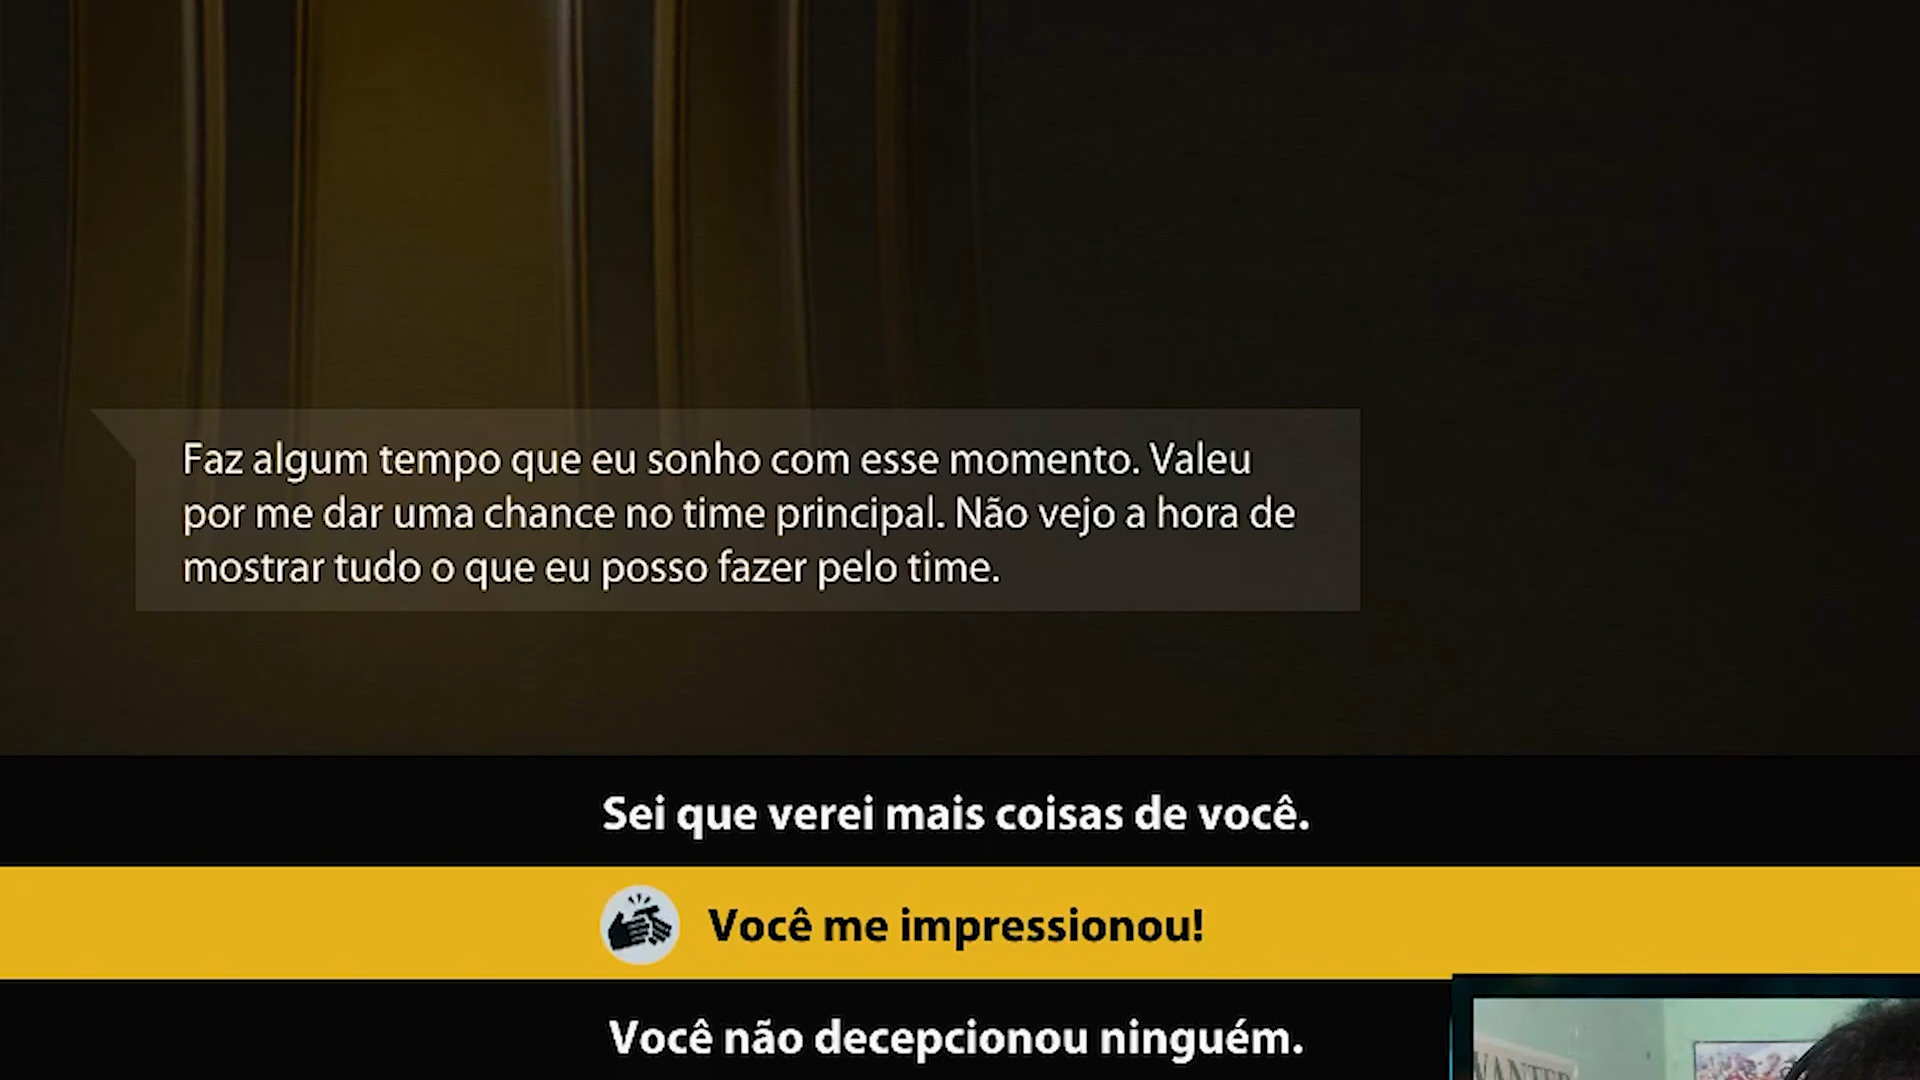 Faz algum tempo que eu sonho com esse momento. Valeu
por me dar uma chance no time principal. Não vejo a hora de
mostrar tudo o que eu posso fazer pelo time.
Sei que verei mais coisas de você.
Você me impressionou!
Você não decepcionou ninguém.
WANTED